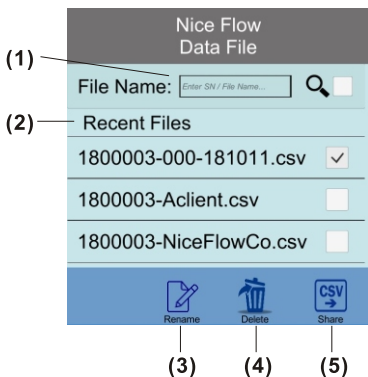 Nice Flow
Data File
(1)
File Name: Enter SN / File Name...
(2)
Recent Files
1800003-000-181011.csv
1800003-Aclient.csv
1800003-NiceFlowCo.csv
CSV
Rename Delete Share
(3) (4) (5)